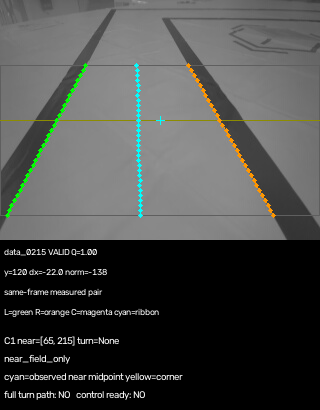 data_0215 VALID Q=1.00
y=120 dx=-22.0 norm=-138
same-frame measured pair
L=green R=orange C=magenta cyan=ribbon
C1 near=[65, 215] turn=None
near_field_only
cyan=observed near midpoint yellow=corner
full turn path: NO control ready: NO